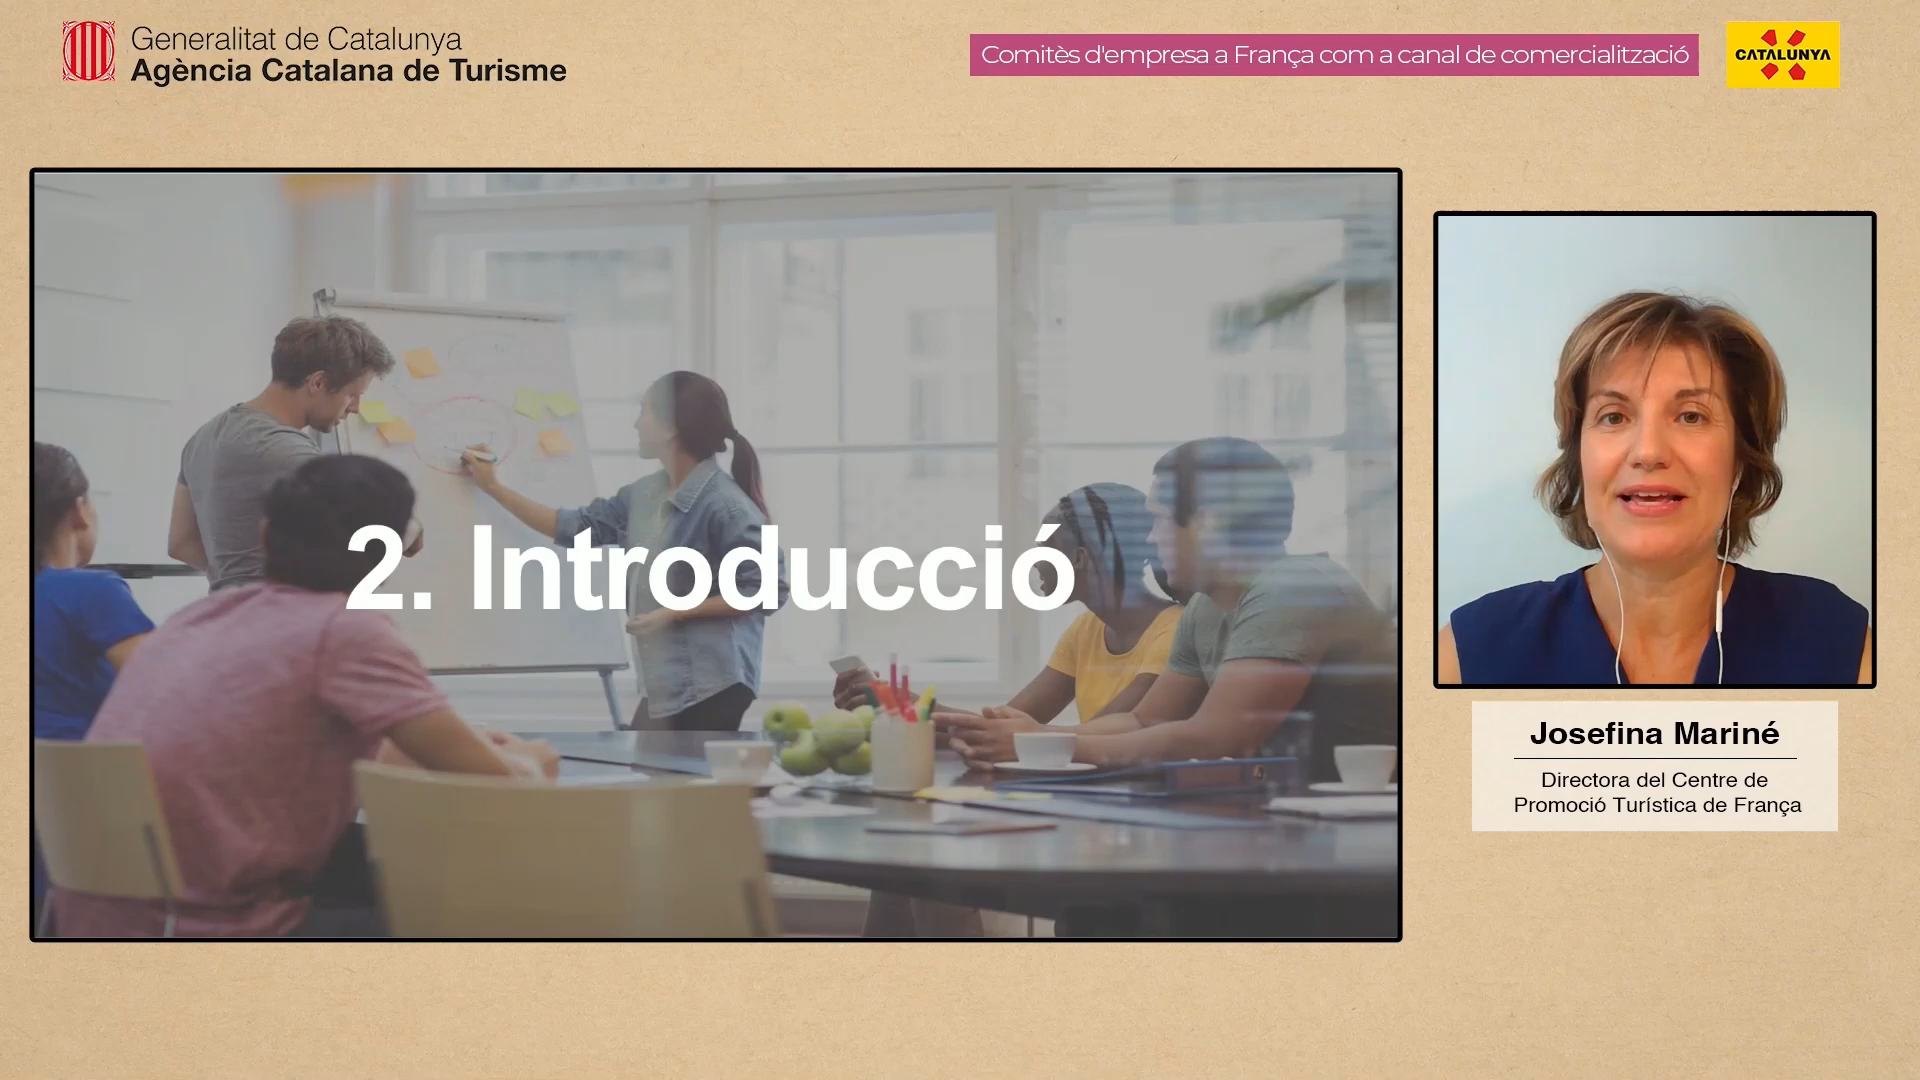 Generalitat de Catalunya
Agència Catalana de Turisme
Comitès d'empresa a França com a canal de comercialització
CATALUNYA
2. Introducció
Josefina Mariné
Directora del Centre de
Promoció Turística de França